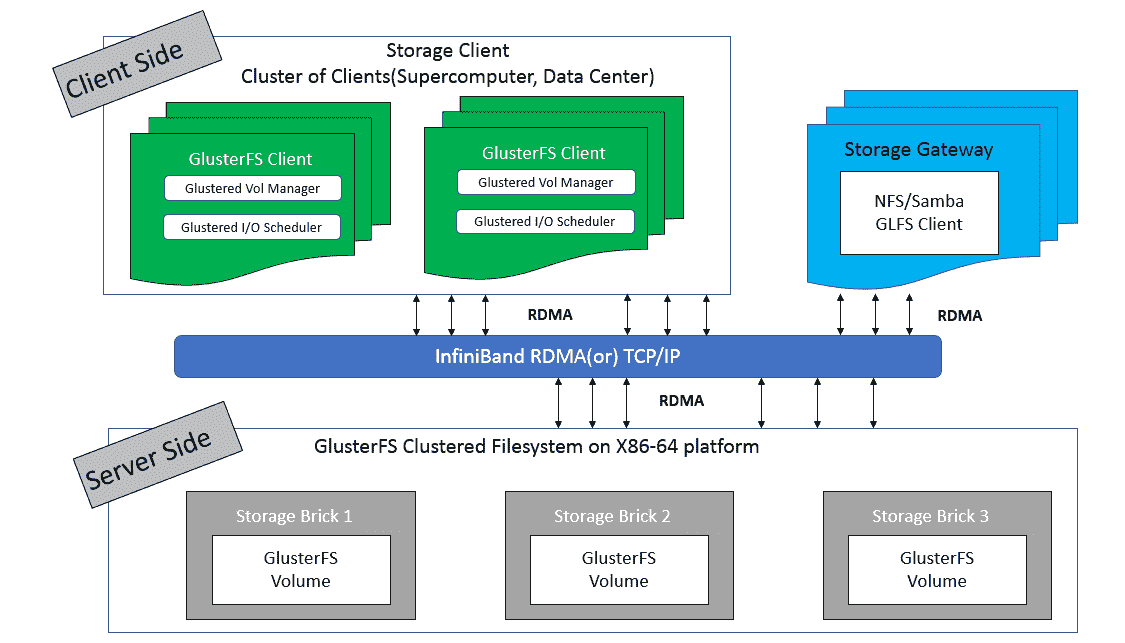 Client Side
Storage Client
Cluster of Clients(Supercomputer, Data Center)
GlusterFS Client
Glustered Vol Manager
Glustered I/O Scheduler
GlusterFS Client
Glustered Vol Manager
Glustered I/O Scheduler
Storage Gateway
NFS/Samba
GLFS Client
RDMA
RDMA
InfiniBand RDMA(or) TCP/IP
RDMA
Server Side
GlusterFS Clustered Filesystem on X86-64 platform
Storage Brick 1
GlusterFS
Volume
Storage Brick 2
GlusterFS
Volume
Storage Brick 3
GlusterFS
Volume